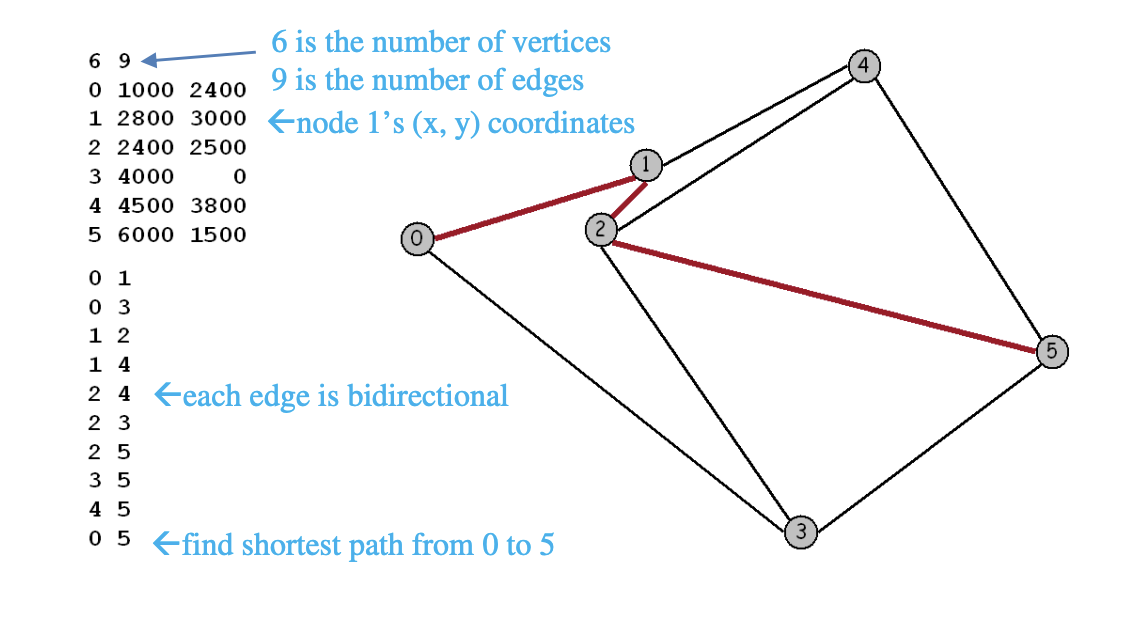 6 9
6 is the number of vertices
9 is the number of edges
0 1000 2400
1 2800 3000
←node 1's (x, y) coordinates
2 2400 2500
3 4000    0
4 4500 3800
5 6000 1500
0 1
0 3
1 2
1 4
2 4
←each edge is bidirectional
2 3
2 5
3 5
4 5
0 5
←find shortest path from 0 to 5
4
1
2
0
5
3